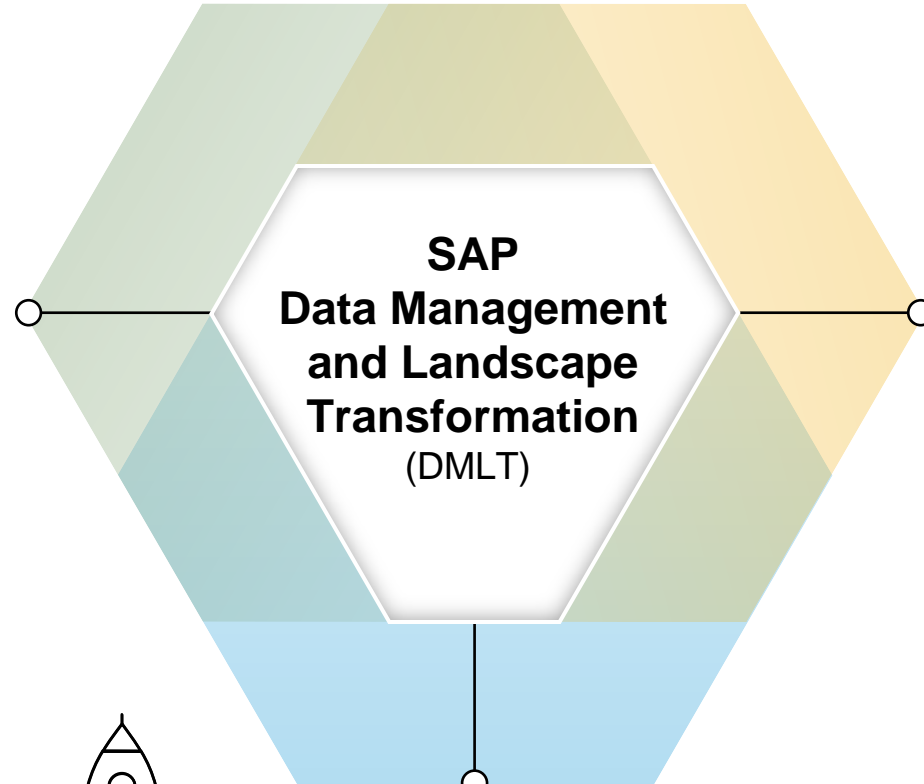 SAP
Data Management
and Landscape
Transformation
(DMLT)